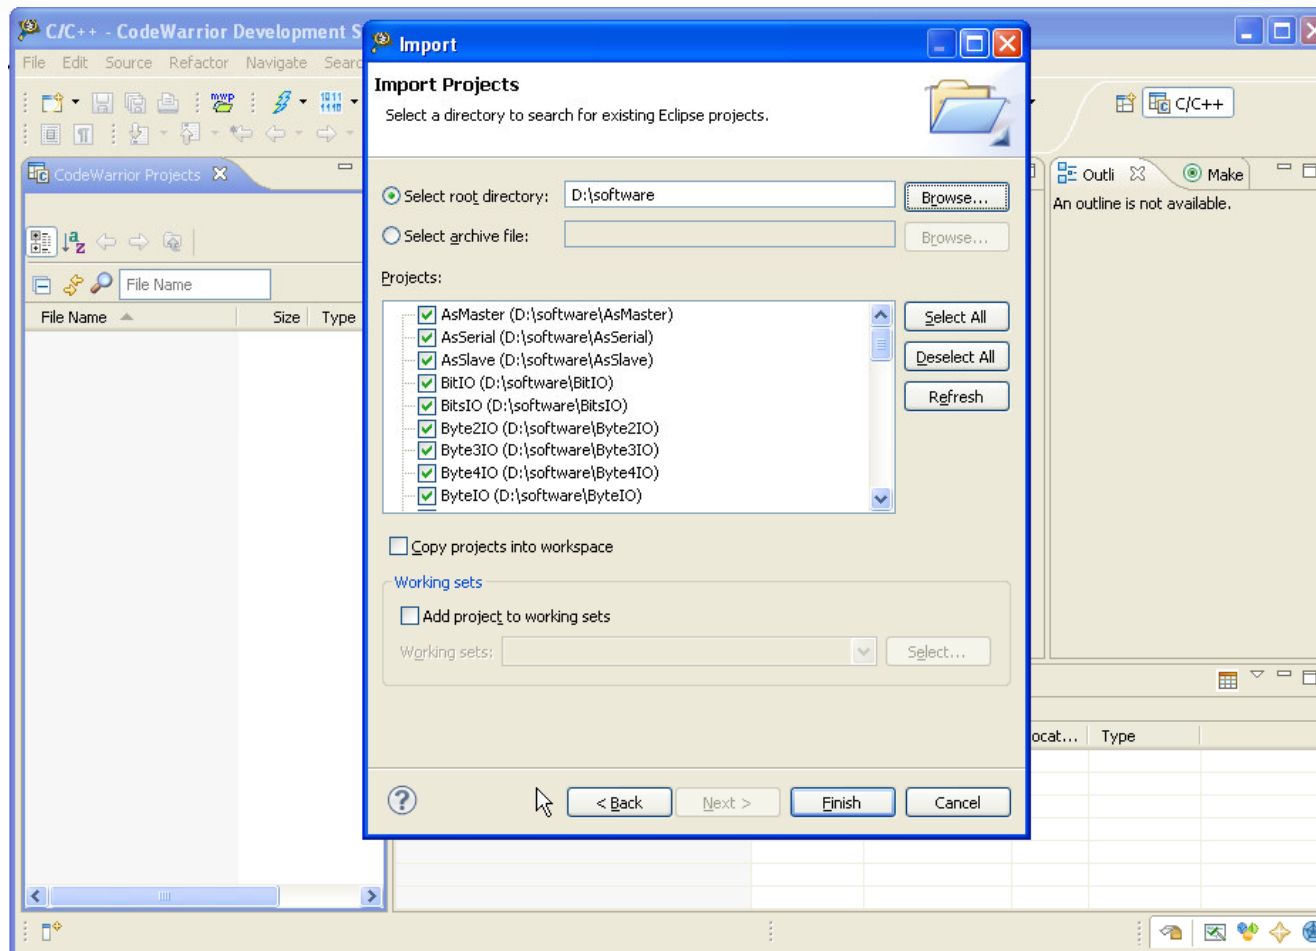 C/C++ - CodeWarrior Development S
File Edit Source Refactor Navigate Searc
C/C++
CodeWarrior Projects
File Name
File Name Size Type
Import
Import Projects
Select a directory to search for existing Eclipse projects.
Select root directory: D:\software Browse...
Select archive file: Browse...
Projects:
AsMaster (D:\software\AsMaster)
AsSerial (D:\software\AsSerial)
AsSlave (D:\software\AsSlave)
BitIO (D:\software\BitIO)
BitsIO (D:\software\BitsIO)
Byte2IO (D:\software\Byte2IO)
Byte3IO (D:\software\Byte3IO)
Byte4IO (D:\software\Byte4IO)
ByteIO (D:\software\ByteIO)
Select All
Deselect All
Refresh
Copy projects into workspace
Working sets
Add project to working sets
Working sets: Select...
? < Back Next > Finish Cancel
Outli Make
An outline is not available.
ocat... Type